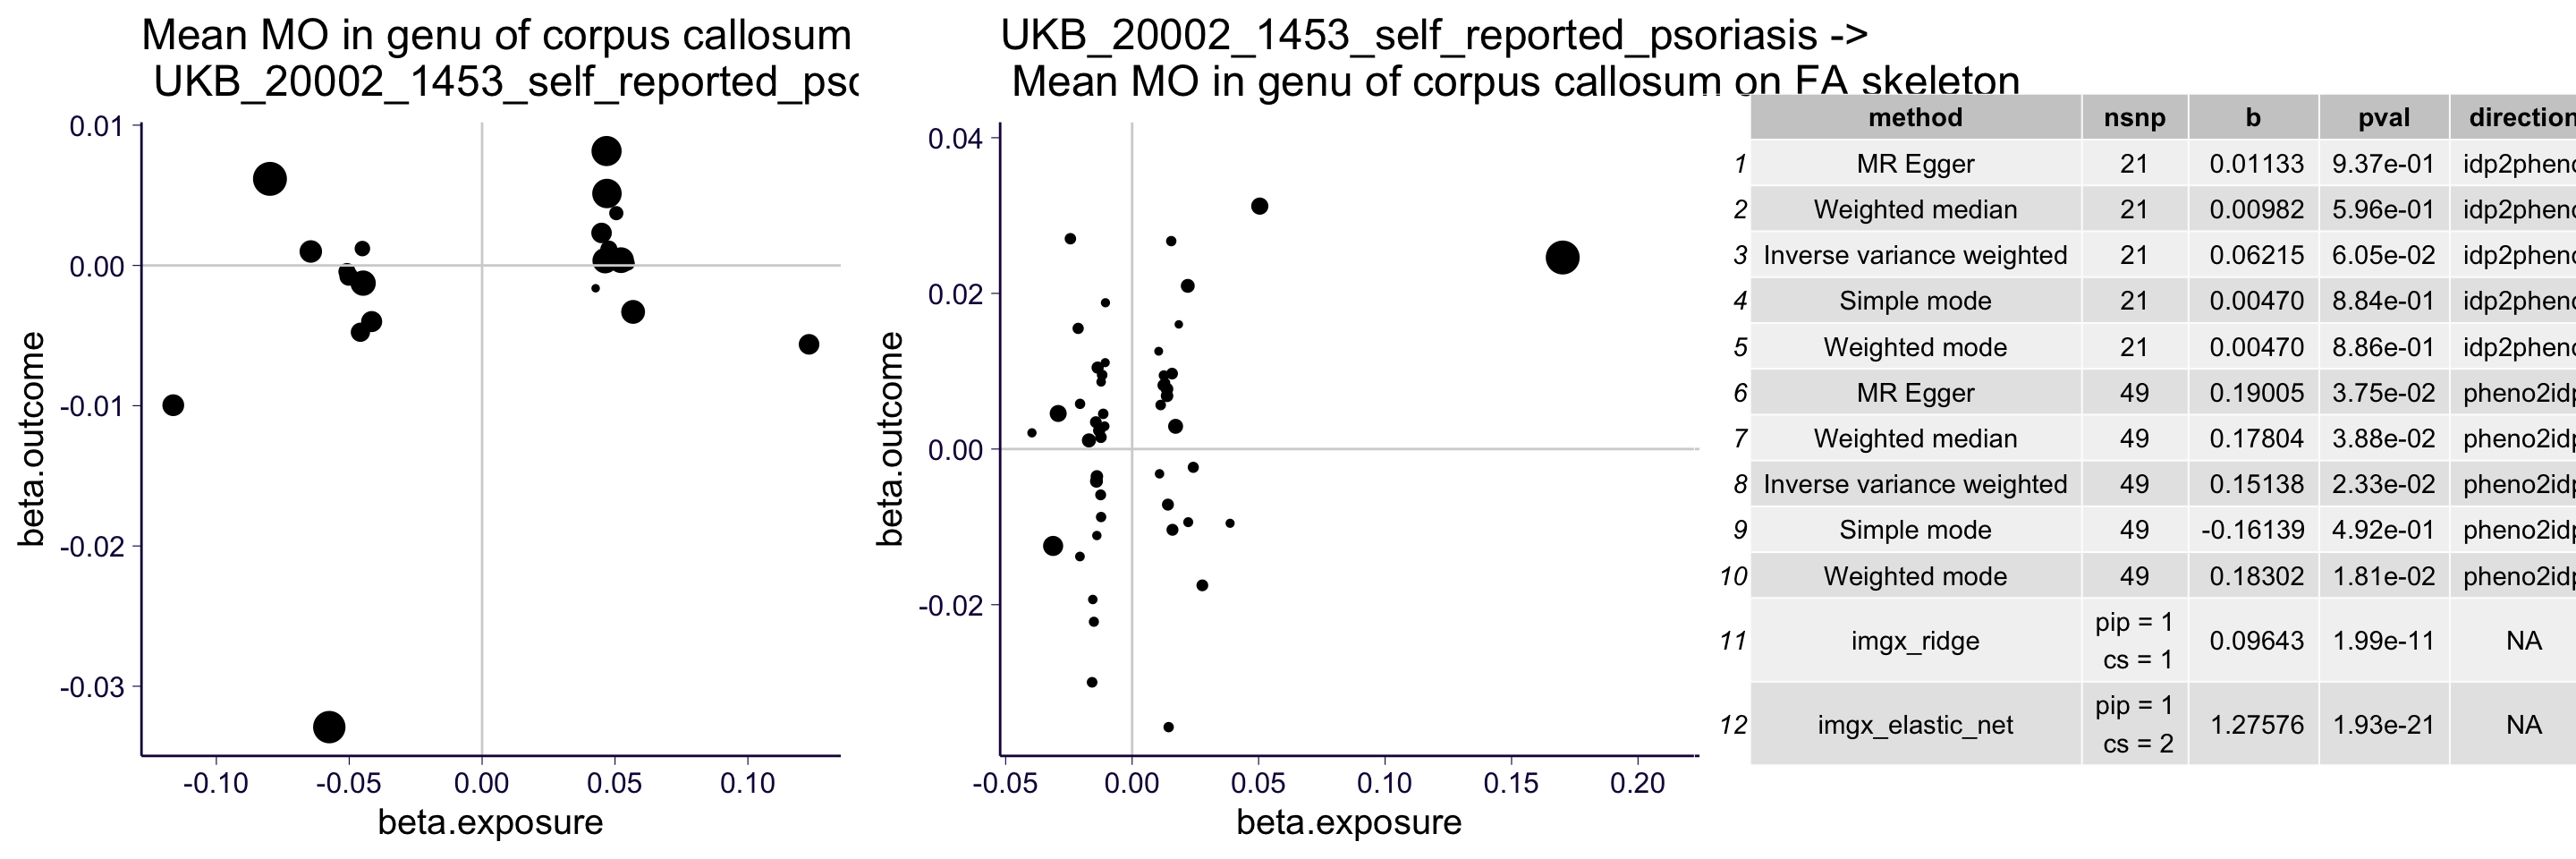 Mean MO in genu of corpus callosum
UKB_20002_1453_self_reported_pso
0.01
0.00
-0.01
-0.02
-0.03
beta.outcome
-0.10 -0.05 0.00 0.05 0.10
beta.exposure
UKB_20002_1453_self_reported_psoriasis ->
Mean MO in genu of corpus callosum on FA skeleton
0.04
0.02
0.00
-0.02
beta.outcome
-0.05 0.00 0.05 0.10 0.15 0.20
beta.exposure
method nsnp b pval direction
1 MR Egger 21 0.01133 9.37e-01 idp2pheno
2 Weighted median 21 0.00982 5.96e-01 idp2pheno
3 Inverse variance weighted 21 0.06215 6.05e-02 idp2pheno
4 Simple mode 21 0.00470 8.84e-01 idp2pheno
5 Weighted mode 21 0.00470 8.86e-01 idp2pheno
6 MR Egger 49 0.19005 3.75e-02 pheno2idp
7 Weighted median 49 0.17804 3.88e-02 pheno2idp
8 Inverse variance weighted 49 0.15138 2.33e-02 pheno2idp
9 Simple mode 49 -0.16139 4.92e-01 pheno2idp
10 Weighted mode 49 0.18302 1.81e-02 pheno2idp
pip = 1
11 imgx_ridge 0.09643 1.99e-11 NA
cs = 1
pip = 1
12 imgx_elastic_net 1.27576 1.93e-21 NA
cs = 2